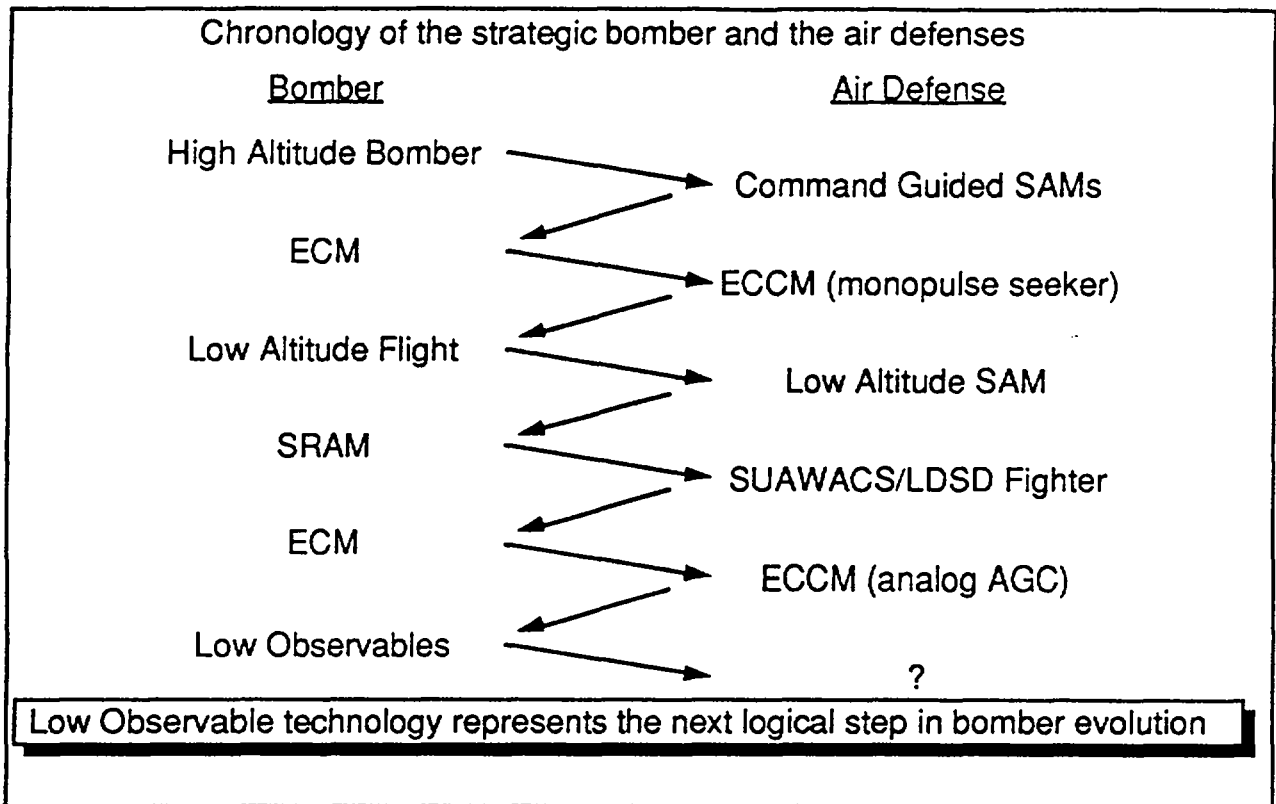 Chronology of the strategic bomber and the air defenses
Bomber Air Defense
High Altitude Bomber
Command Guided SAMs
ECM
ECCM (monopulse seeker)
Low Altitude Flight
Low Altitude SAM
SRAM
SUAWACS/LDSD Fighter
ECM
ECCM (analog AGC)
Low Observables
?
Low Observable technology represents the next logical step in bomber evolution